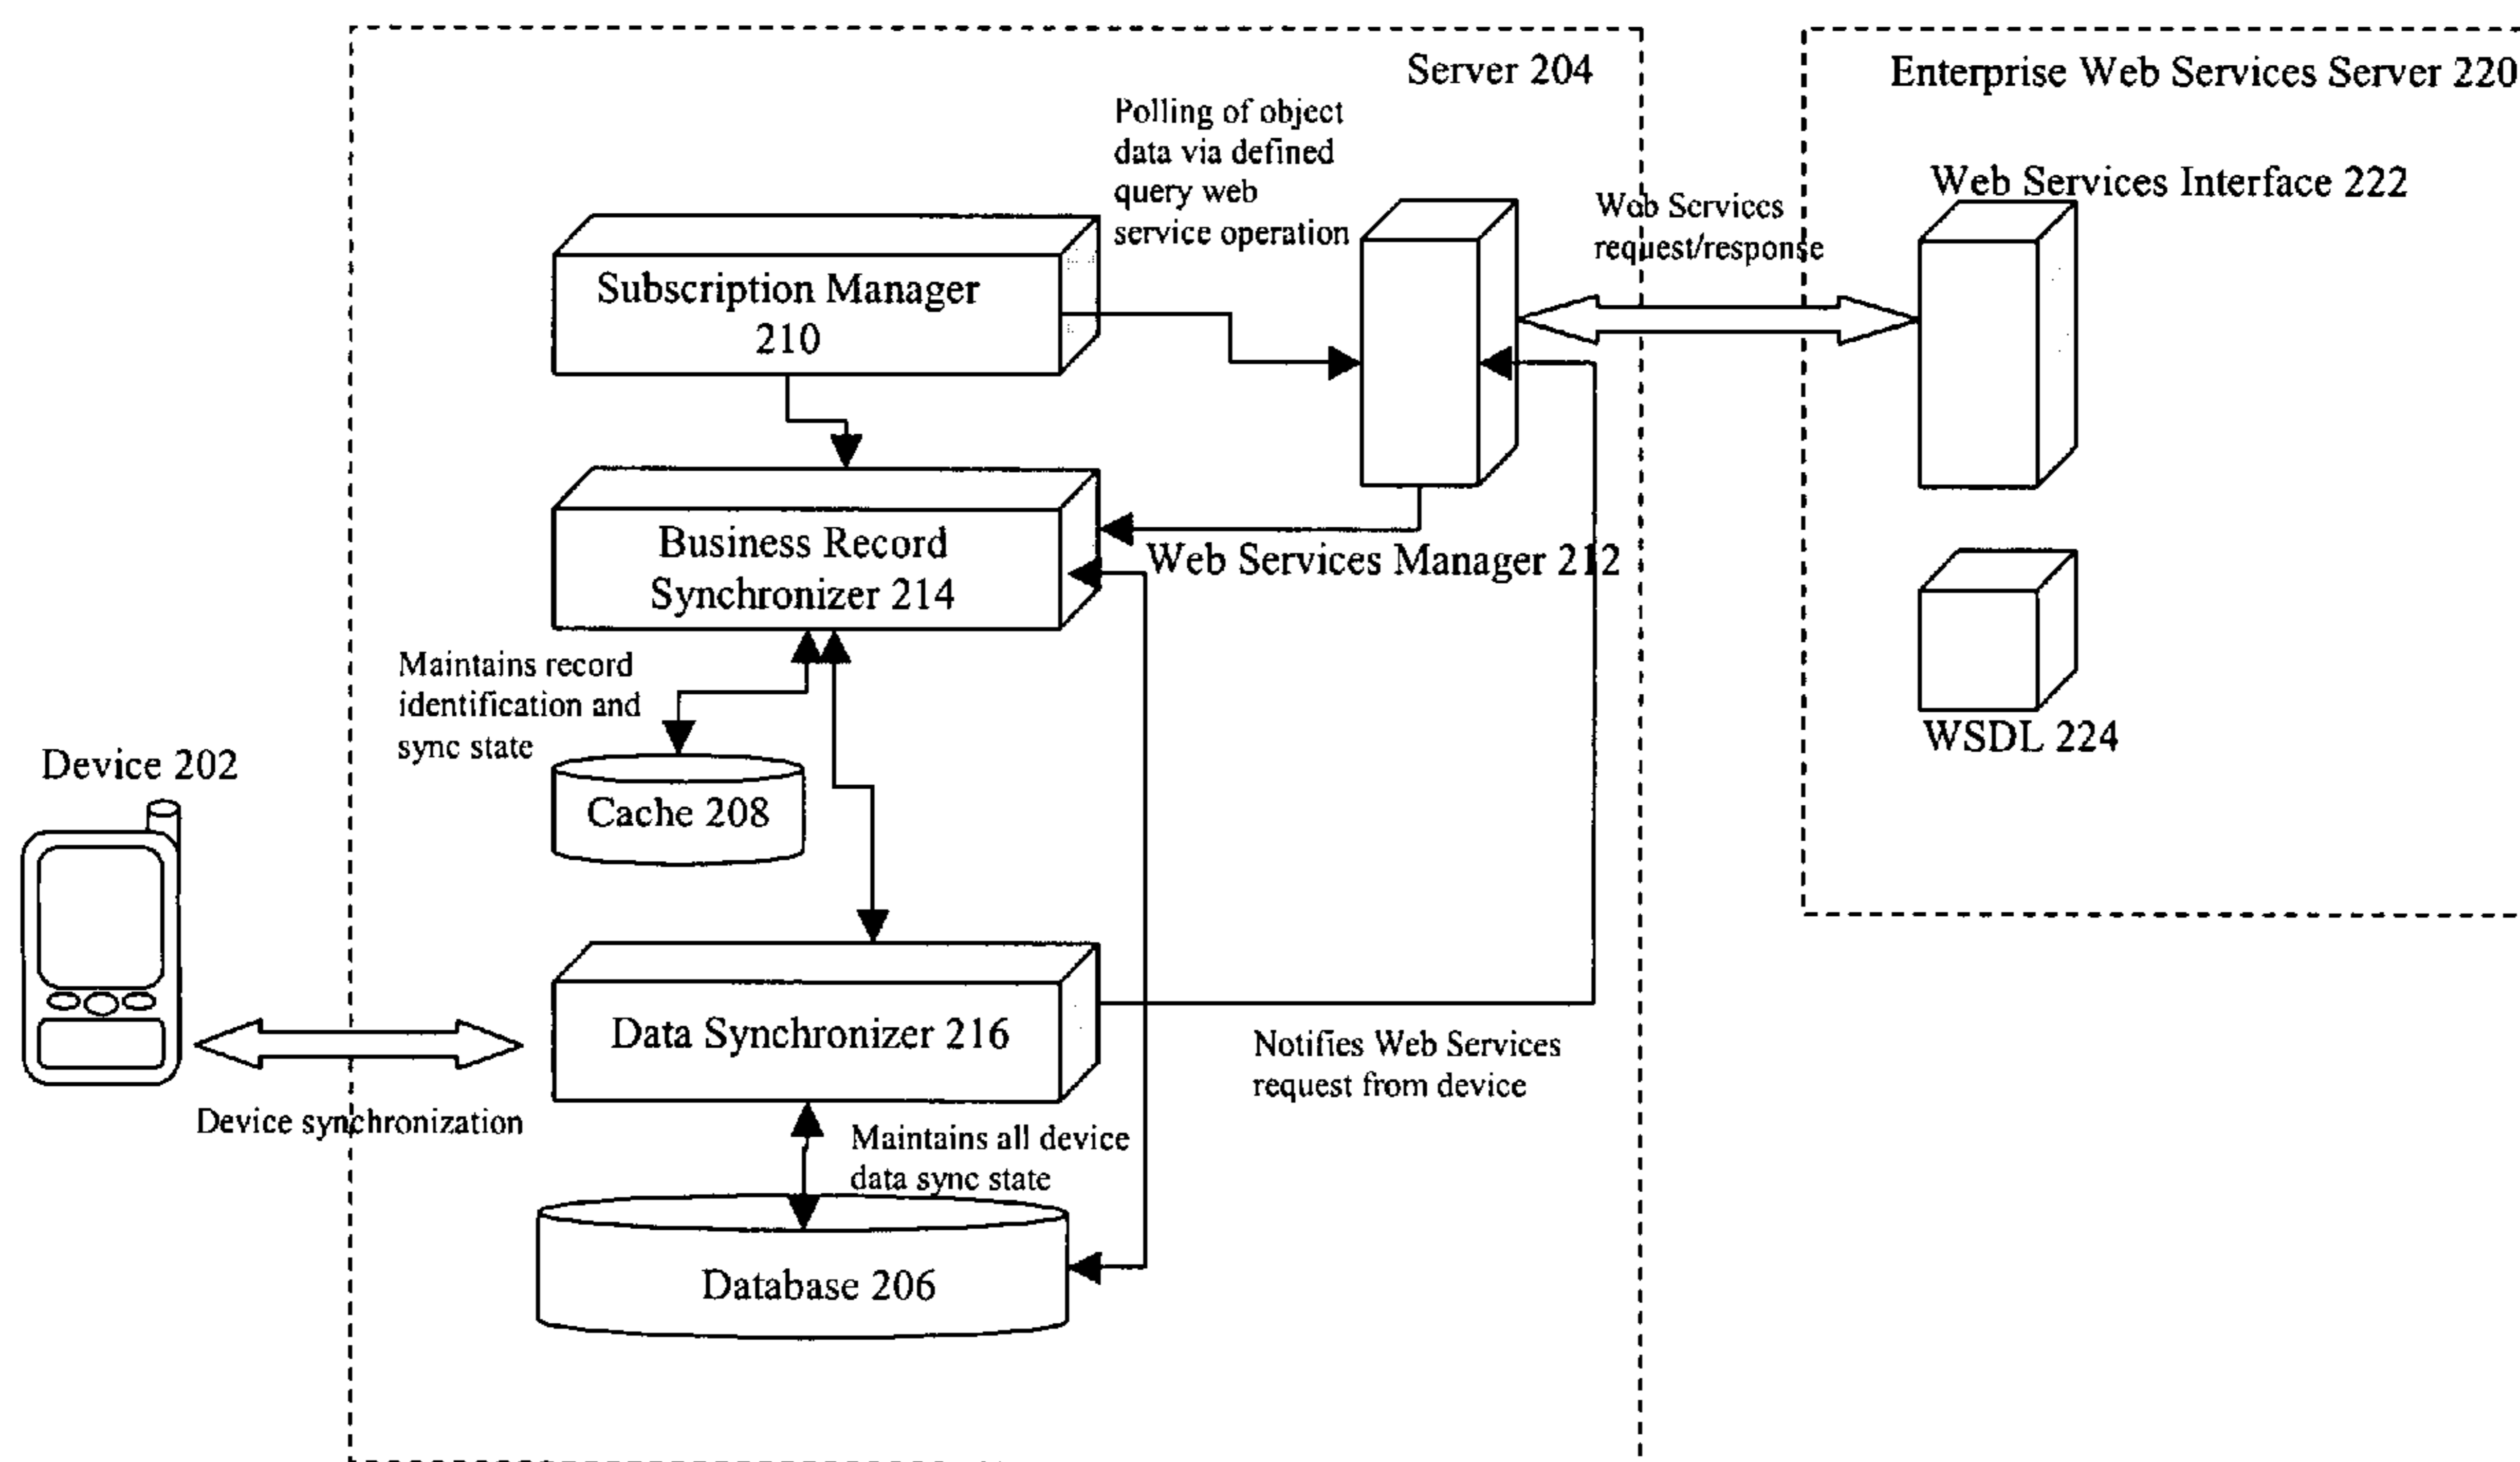 Server 204
Enterprise Web Services Server 220
Polling of object
data via defined
query web
service operation
Web Services
request/response
Web Services Interface 222
Subscription Manager
210
Business Record
Synchronizer 214
Web Services Manager 212
Maintains record
identification and
sync state
WSDL 224
Device 202
Cache 208
Data Synchronizer 216
Notifies Web Services
request from device
Device synchronization
Maintains all device
data sync state
Database 206